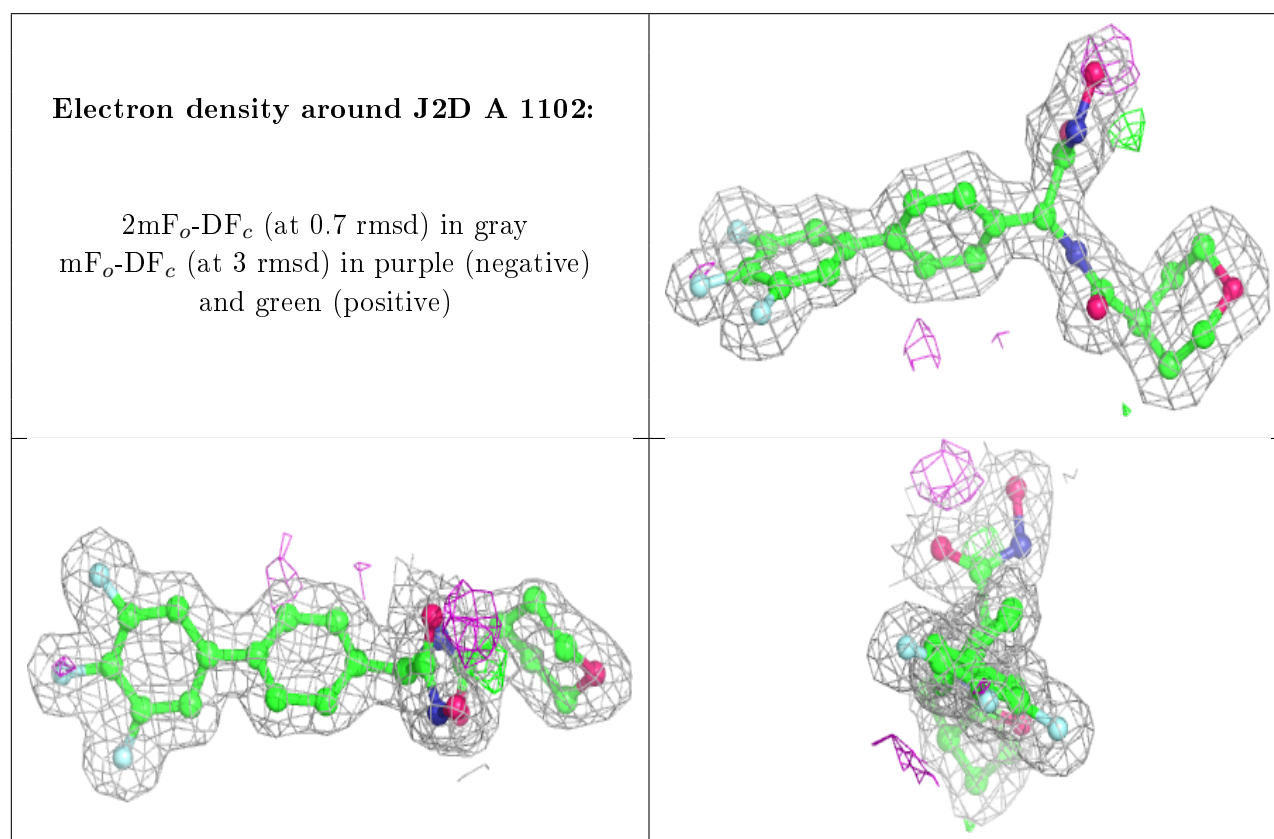 Electron density around J2D A 1102:
2mFₒ-DF𝒸 (at 0.7 rmsd) in gray
mFₒ-DF𝒸 (at 3 rmsd) in purple (negative)
and green (positive)